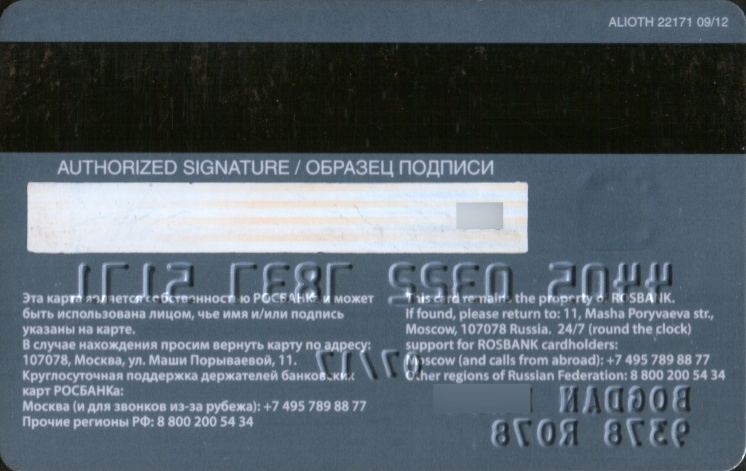 ALIOTH 22171 09/12
AUTHORIZED SIGNATURE / ОБРАЗЕЦ ПОДПИСИ
Эта карта является собственностью РОСБАНКа и может
быть использована лицом, чье имя и/или подпись
указаны на карте.
В случае нахождения просим вернуть карту по адресу:
107078, Москва, ул. Маши Порываевой, 11.
Круглосуточная поддержка держателей банковских
карт РОСБАНКа:
Москва (и для звонков из-за рубежа): +7 495 789 88 77
Прочие регионы РФ: 8 800 200 54 34
This card remains the property of ROSBANK.
If found, please return to: 11, Masha Poryvaeva str.,
Moscow, 107078 Russia. 24/7 (round the clock)
support for ROSBANK cardholders:
Moscow (and calls from abroad): +7 495 789 88 77
Other regions of Russian Federation: 8 800 200 54 34